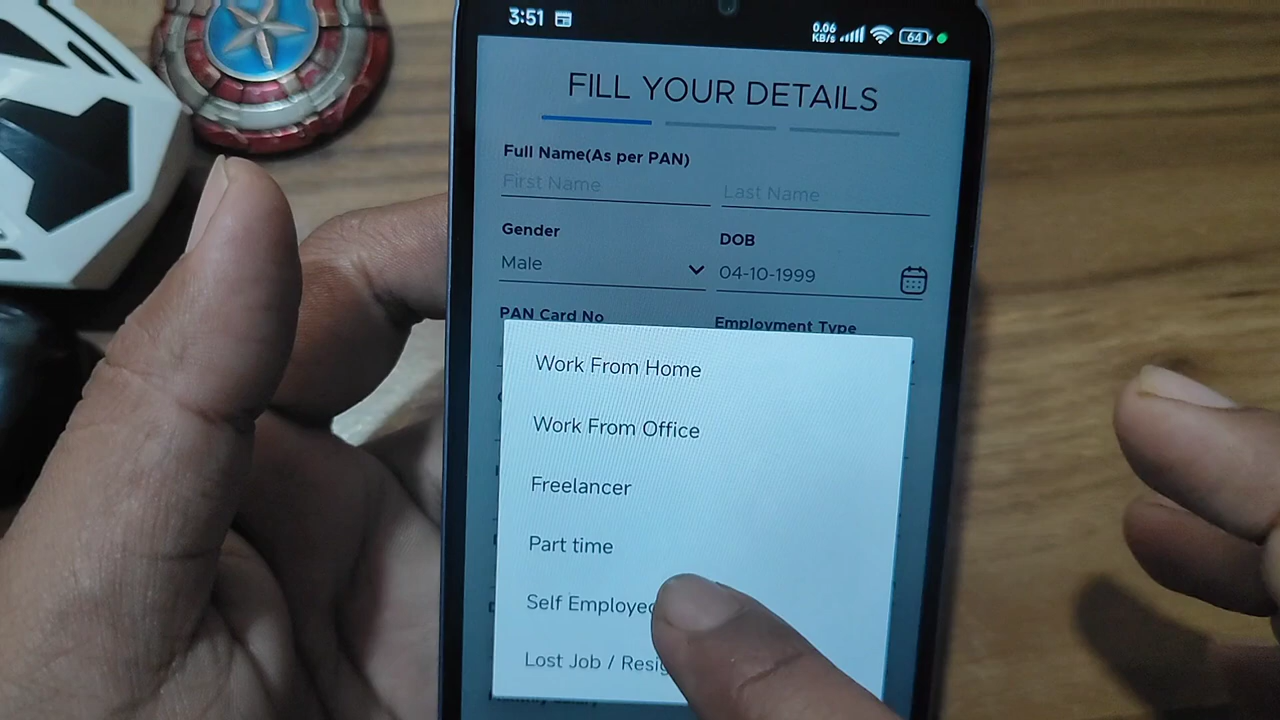 3:51
0.06
KB/s
64
FILL YOUR DETAILS
Full Name(As per PAN)
First Name
Last Name
Gender
DOB
Male
04-10-1999
PAN Card No
Employment Type
Work From Home
Work From Office
Freelancer
Part time
Self Employed
Lost Job / Resig